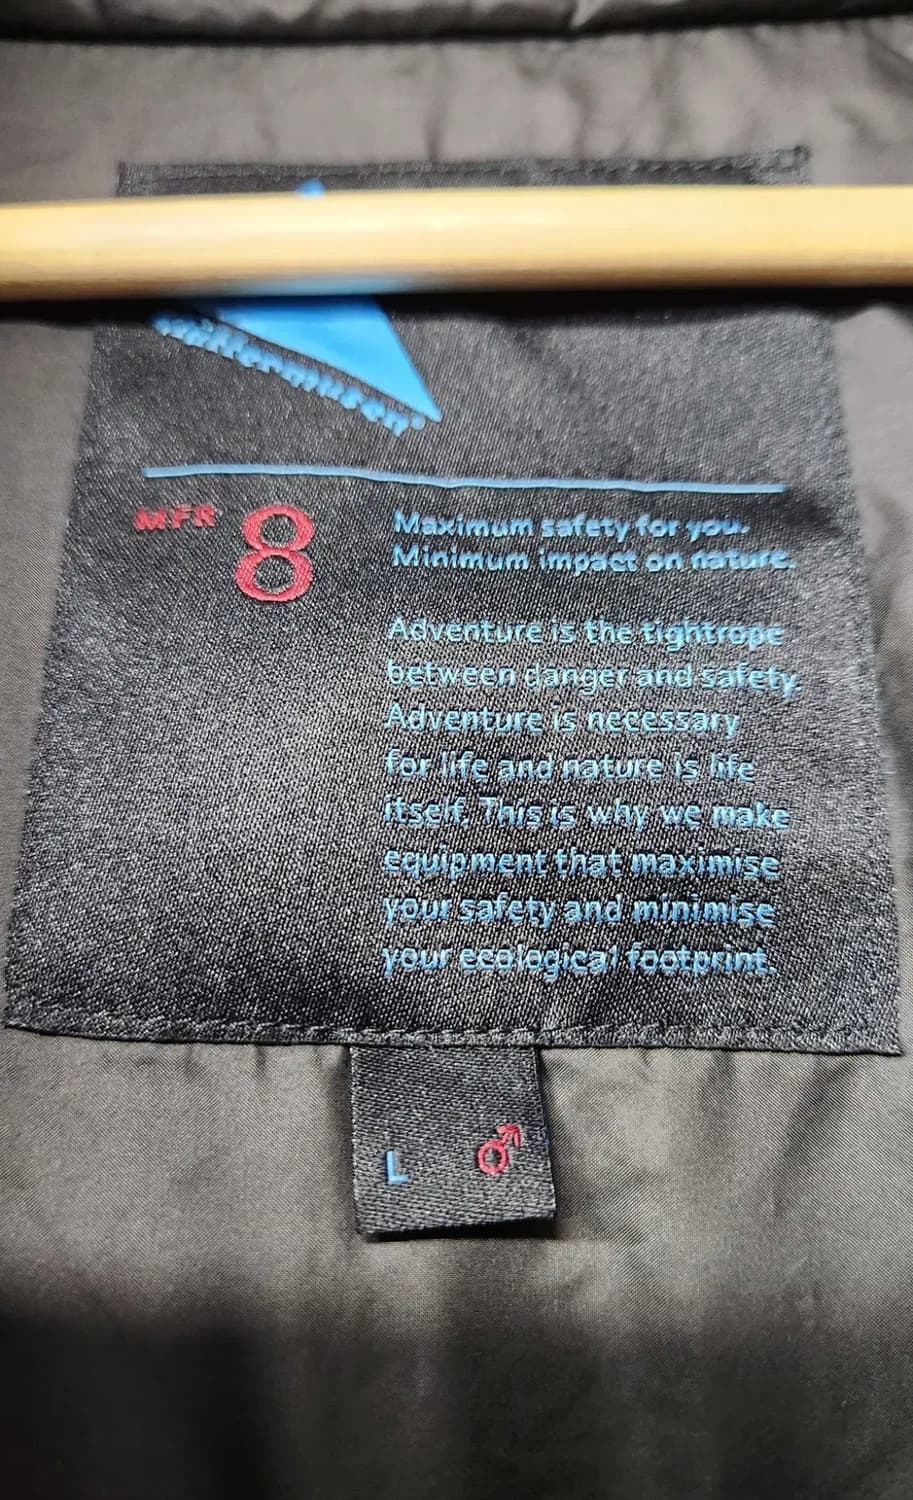 klättermusen®
MFR 8
Maximum safety for you.
Minimum impact on nature.
Adventure is the tightrope
between danger and safety.
Adventure is necessary
for life and nature is life
itself. This is why we make
equipment that maximise
your safety and minimise
your ecological footprint.
L ♂